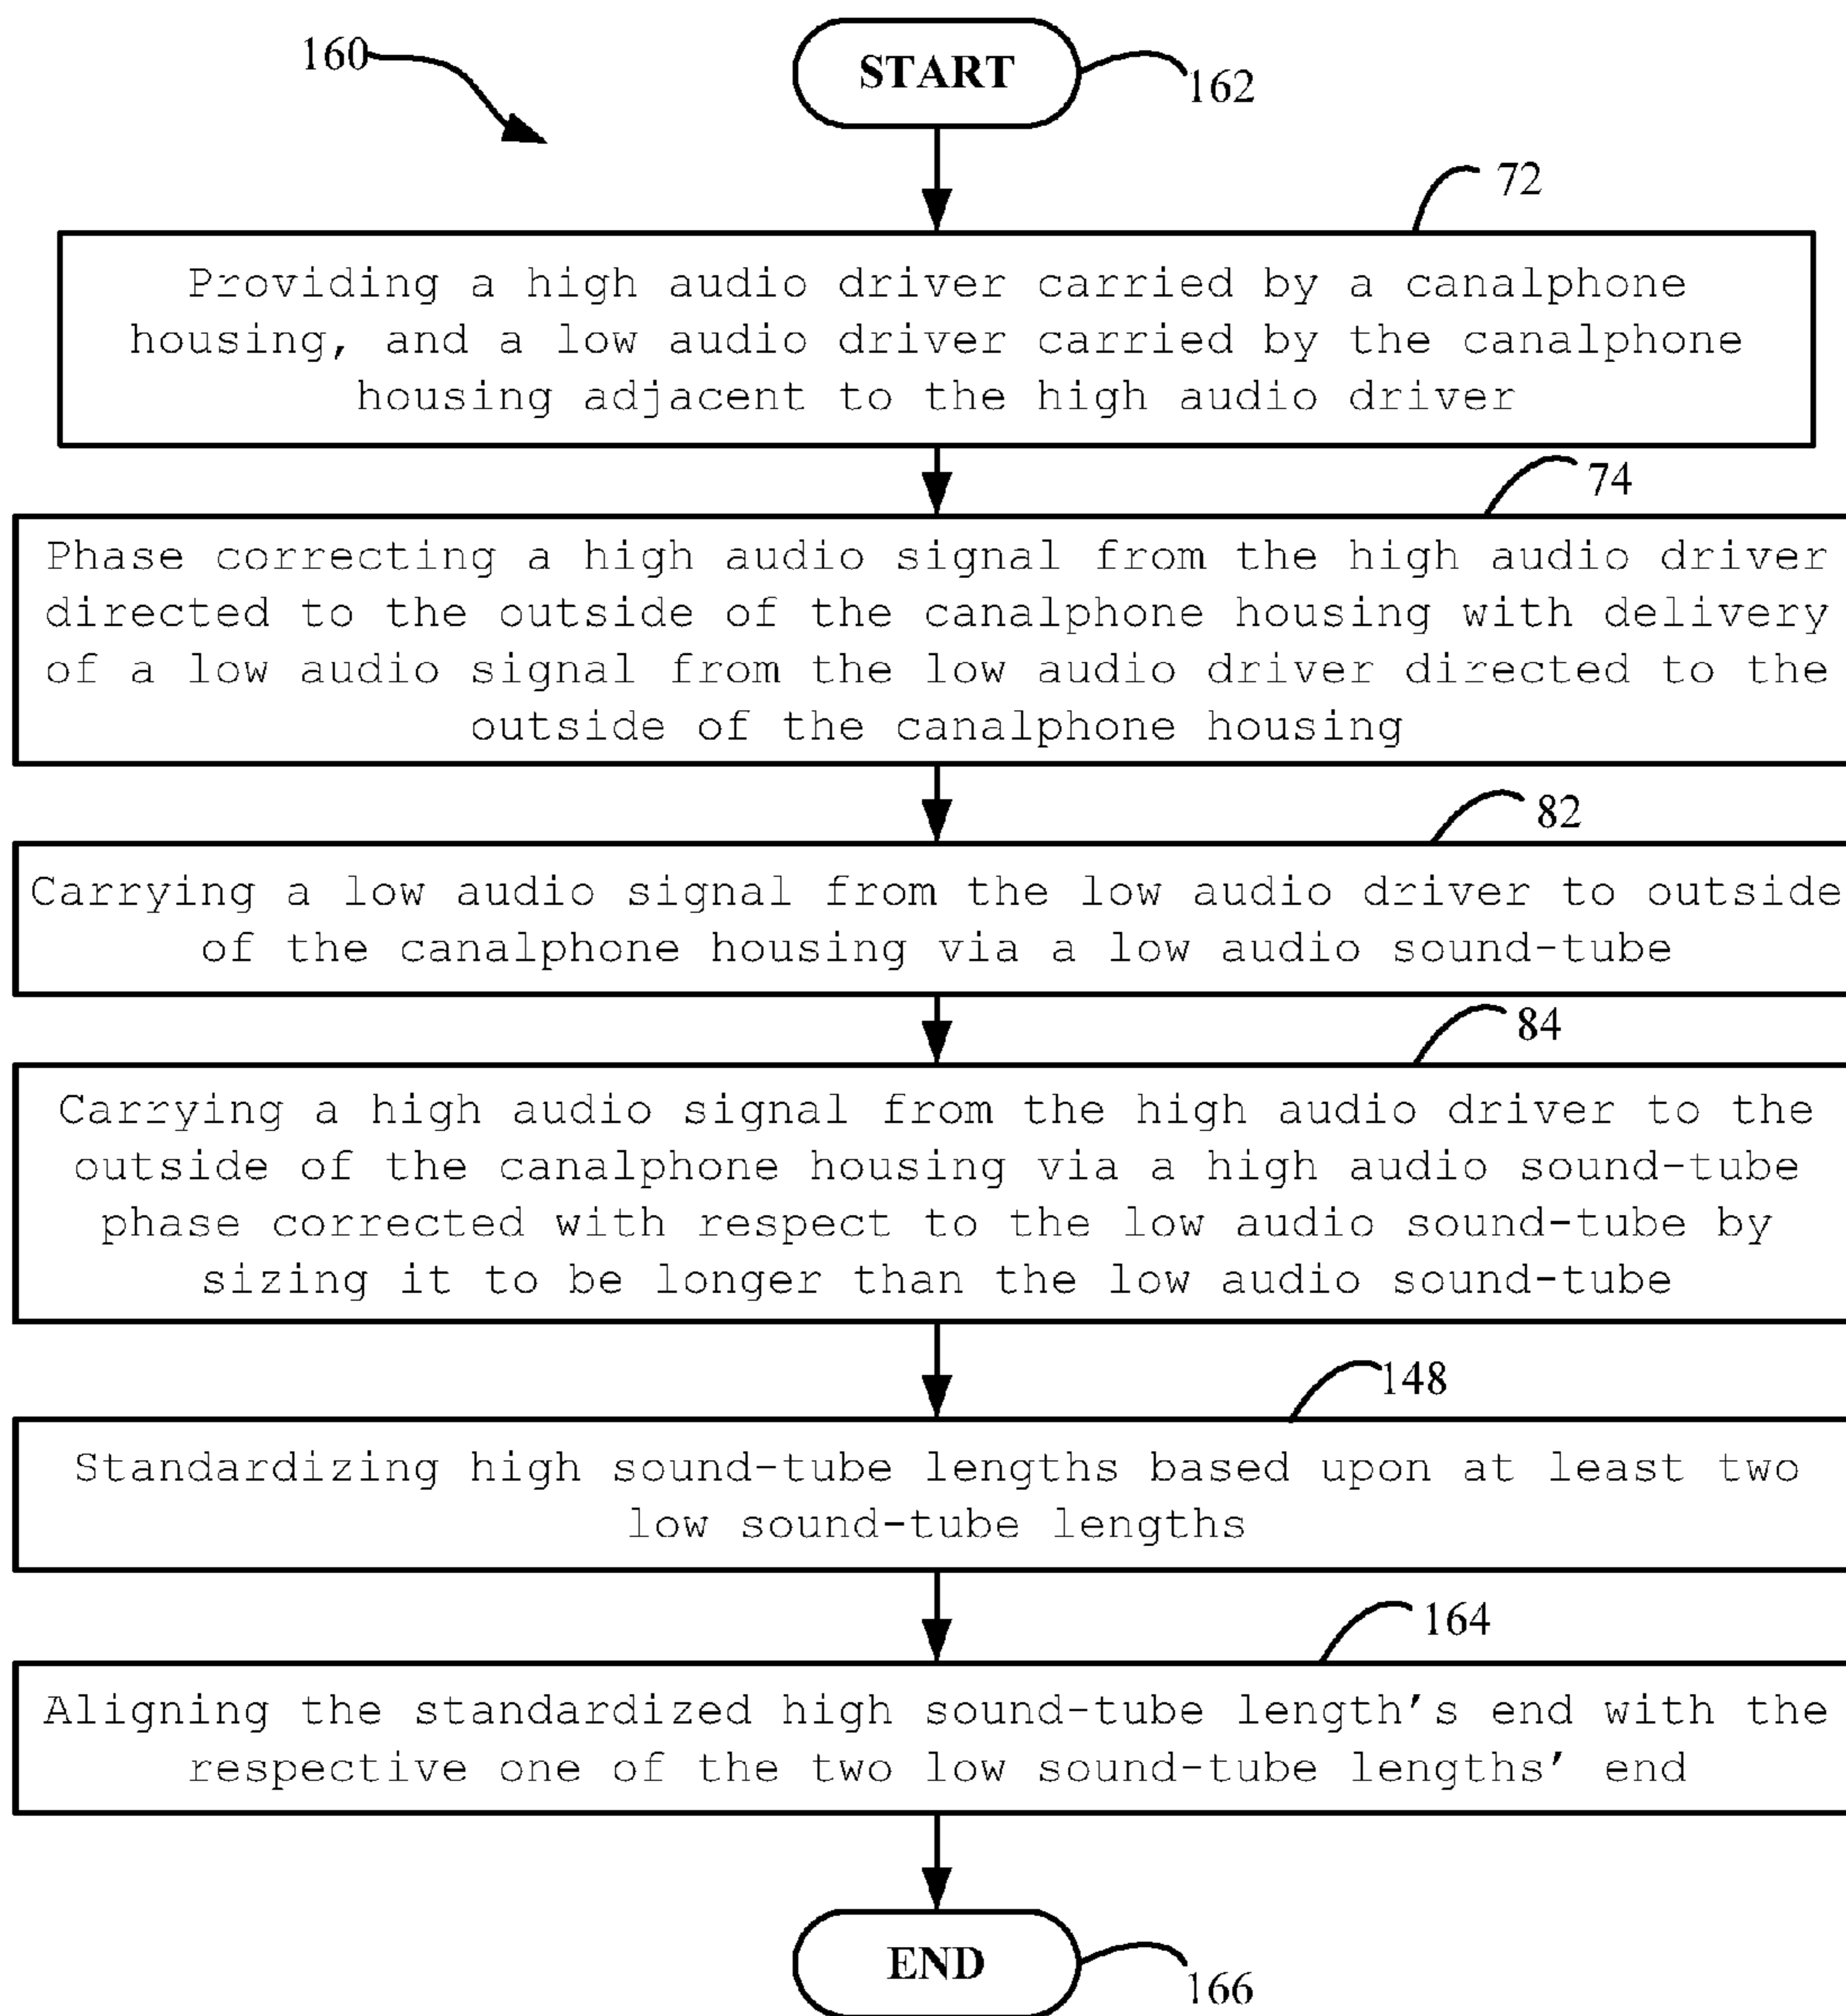 160
START
162
72
Providing a high audio driver carried by a canalphone
housing, and a low audio driver carried by the canalphone
housing adjacent to the high audio driver
74
Phase correcting a high audio signal from the high audio driver
directed to the outside of the canalphone housing with delivery
of a low audio signal from the low audio driver directed to the
outside of the canalphone housing
82
Carrying a low audio signal from the low audio driver to outside
of the canalphone housing via a low audio sound-tube
84
Carrying a high audio signal from the high audio driver to the
outside of the canalphone housing via a high audio sound-tube
phase corrected with respect to the low audio sound-tube by
sizing it to be longer than the low audio sound-tube
148
Standardizing high sound-tube lengths based upon at least two
low sound-tube lengths
164
Aligning the standardized high sound-tube length’s end with the
respective one of the two low sound-tube lengths’ end
END
166